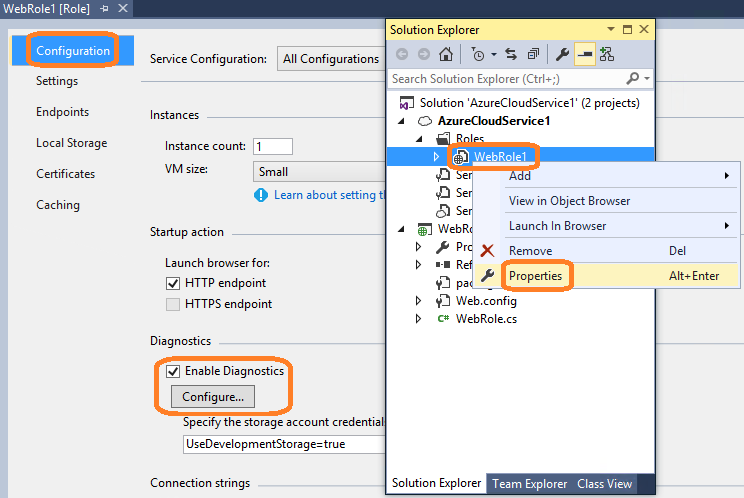 WebRole1 [Role]
Configuration
Settings
Endpoints
Local Storage
Certificates
Caching
Service Configuration: All Configurations
Instances
Instance count: 1
VM size: Small
Learn about setting th
Startup action
Launch browser for:
HTTP endpoint
HTTPS endpoint
Diagnostics
Enable Diagnostics
Configure...
Specify the storage account credentials
UseDevelopmentStorage=true
Connection strings
Solution Explorer
Search Solution Explorer (Ctrl+;)
Solution 'AzureCloudService1' (2 projects)
AzureCloudService1
Roles
WebRole1
Ser
Ser
Ser
WebRo
Pro
Ref
pac
Web.config
C# WebRole.cs
Add
View in Object Browser
Launch In Browser
Remove Del
Properties Alt+Enter
Solution Explorer Team Explorer Class View